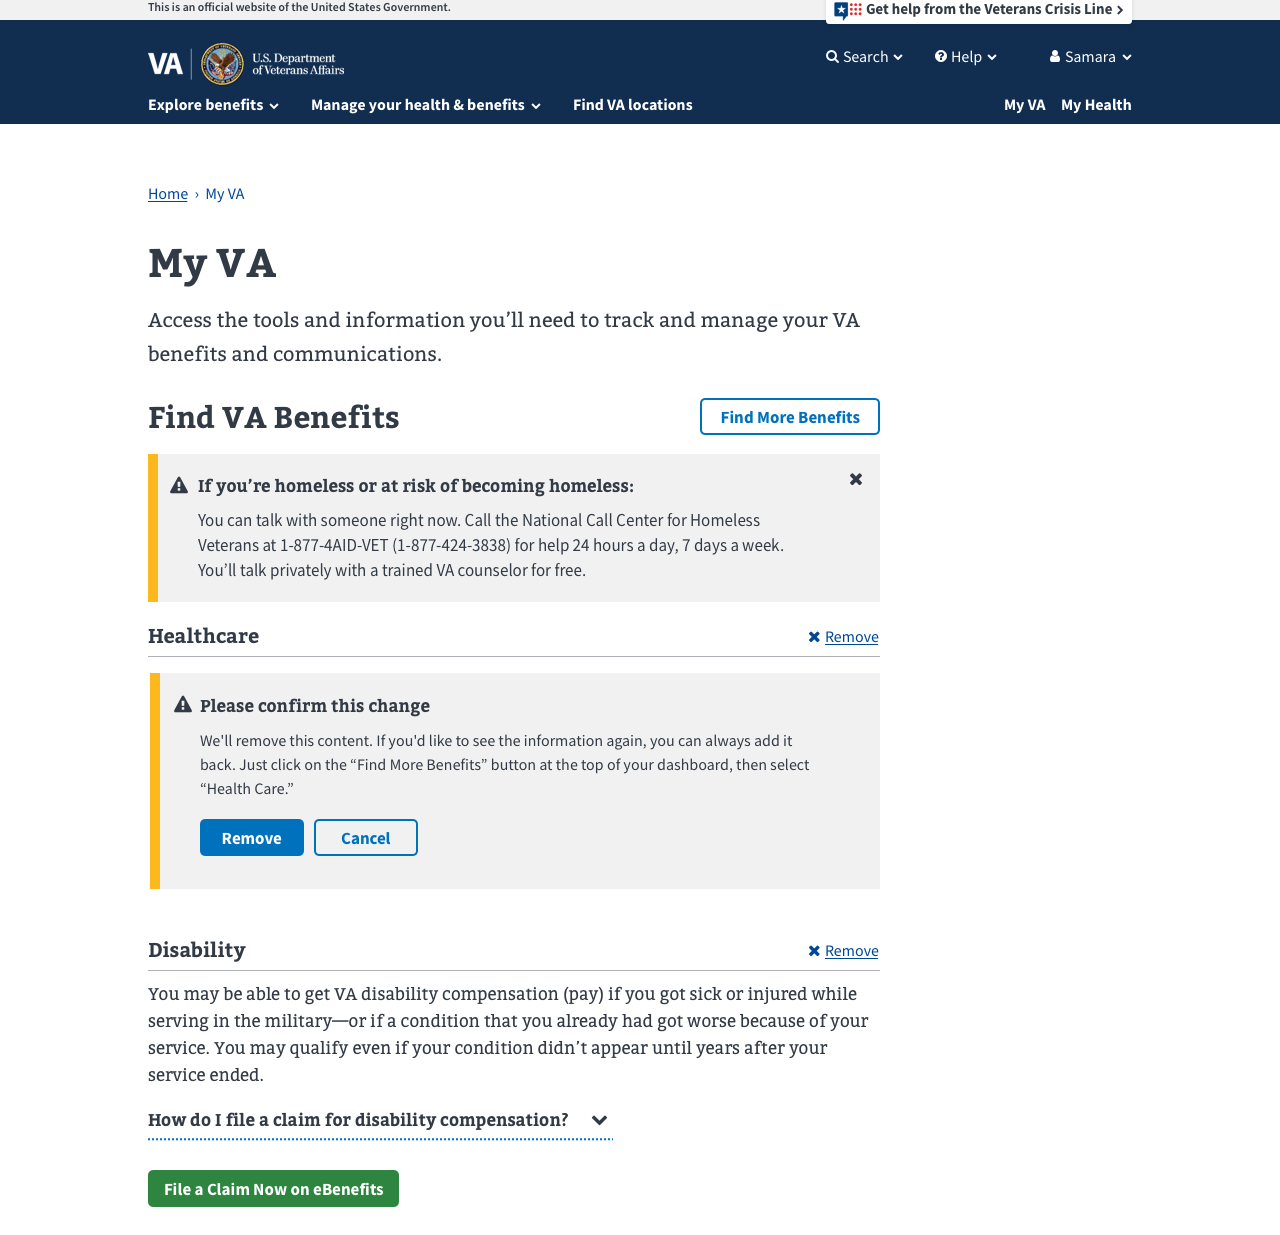 This is an official website of the United States Government.
Get help from the Veterans Crisis Line
VA
U.S. Department
of Veterans Affairs
Search
Help
Samara
Explore benefits
Manage your health & benefits
Find VA locations
My VA
My Health
Home › My VA
My VA
Access the tools and information you’ll need to track and manage your VA
benefits and communications.
Find VA Benefits
Find More Benefits
If you’re homeless or at risk of becoming homeless:
You can talk with someone right now. Call the National Call Center for Homeless
Veterans at 1-877-4AID-VET (1-877-424-3838) for help 24 hours a day, 7 days a week.
You’ll talk privately with a trained VA counselor for free.
Healthcare
Remove
Please confirm this change
We'll remove this content. If you'd like to see the information again, you can always add it
back. Just click on the “Find More Benefits” button at the top of your dashboard, then select
“Health Care.”
Remove
Cancel
Disability
Remove
You may be able to get VA disability compensation (pay) if you got sick or injured while
serving in the military—or if a condition that you already had got worse because of your
service. You may qualify even if your condition didn’t appear until years after your
service ended.
How do I file a claim for disability compensation?
File a Claim Now on eBenefits